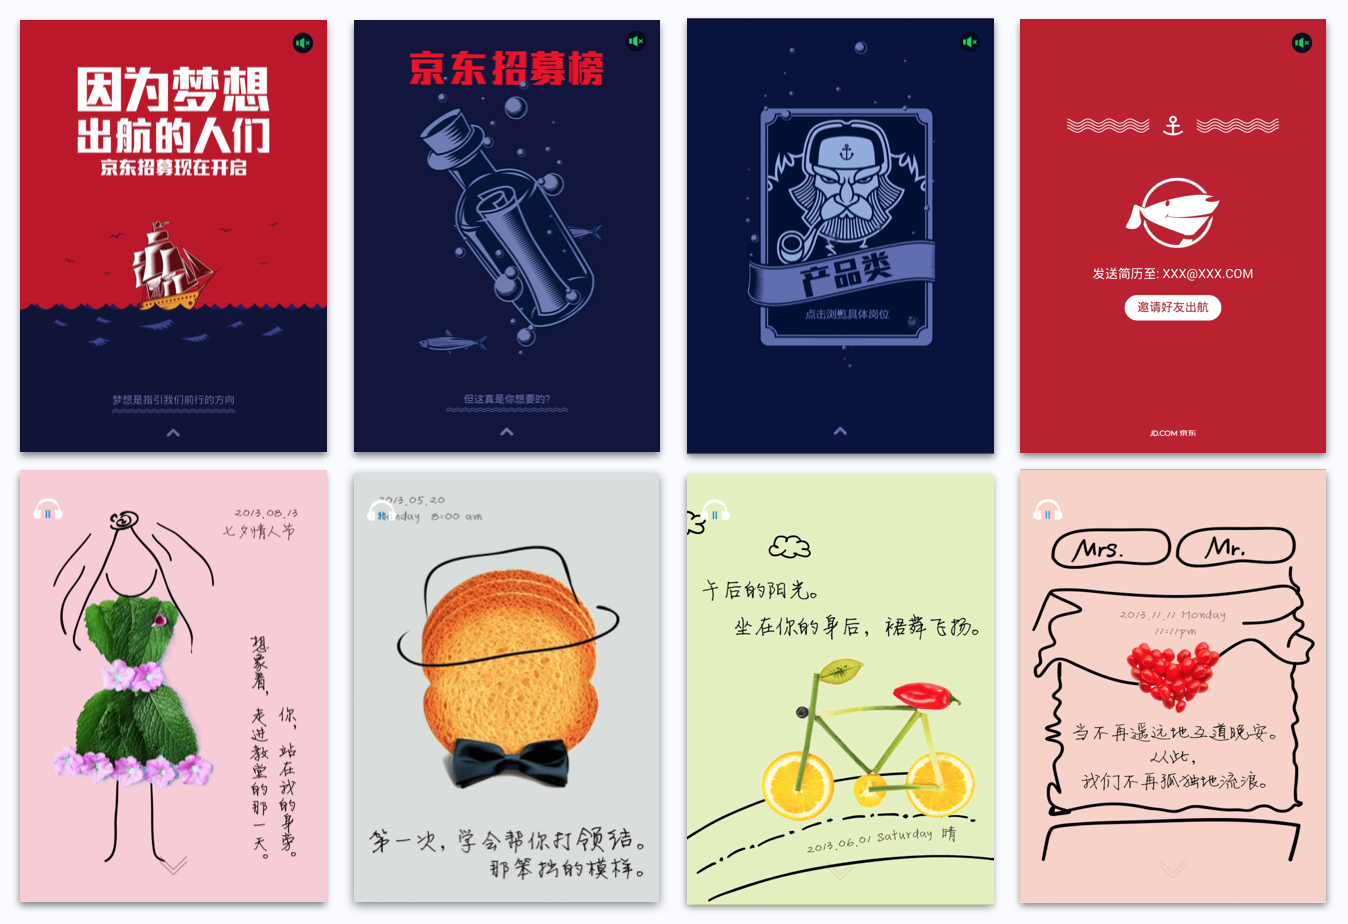 因为梦想
出航的人们
京东招募现在开启
梦想是指引我们前行的方向
京东招募榜
但这真是你想要的?
产品类
点击浏览具体岗位
发送简历至: XXX@XXX.COM
邀请好友出航
JD.COM 京东
2013.08.13
七夕情人节
想象着,
走进教堂的那一天。
你,
站在我的身旁。
2013.05.20
Monday 8:00 am
第一次, 学会帮你打领结。
那笨拙的模样。
午后的阳光。
坐在你的身后, 裙舞飞扬。
2013.06.01 Saturday 晴
Mrs.
Mr.
2013.11.11 Monday
11:11pm
当不再遥远地互道晚安。
从此,
我们不再孤独地流浪。